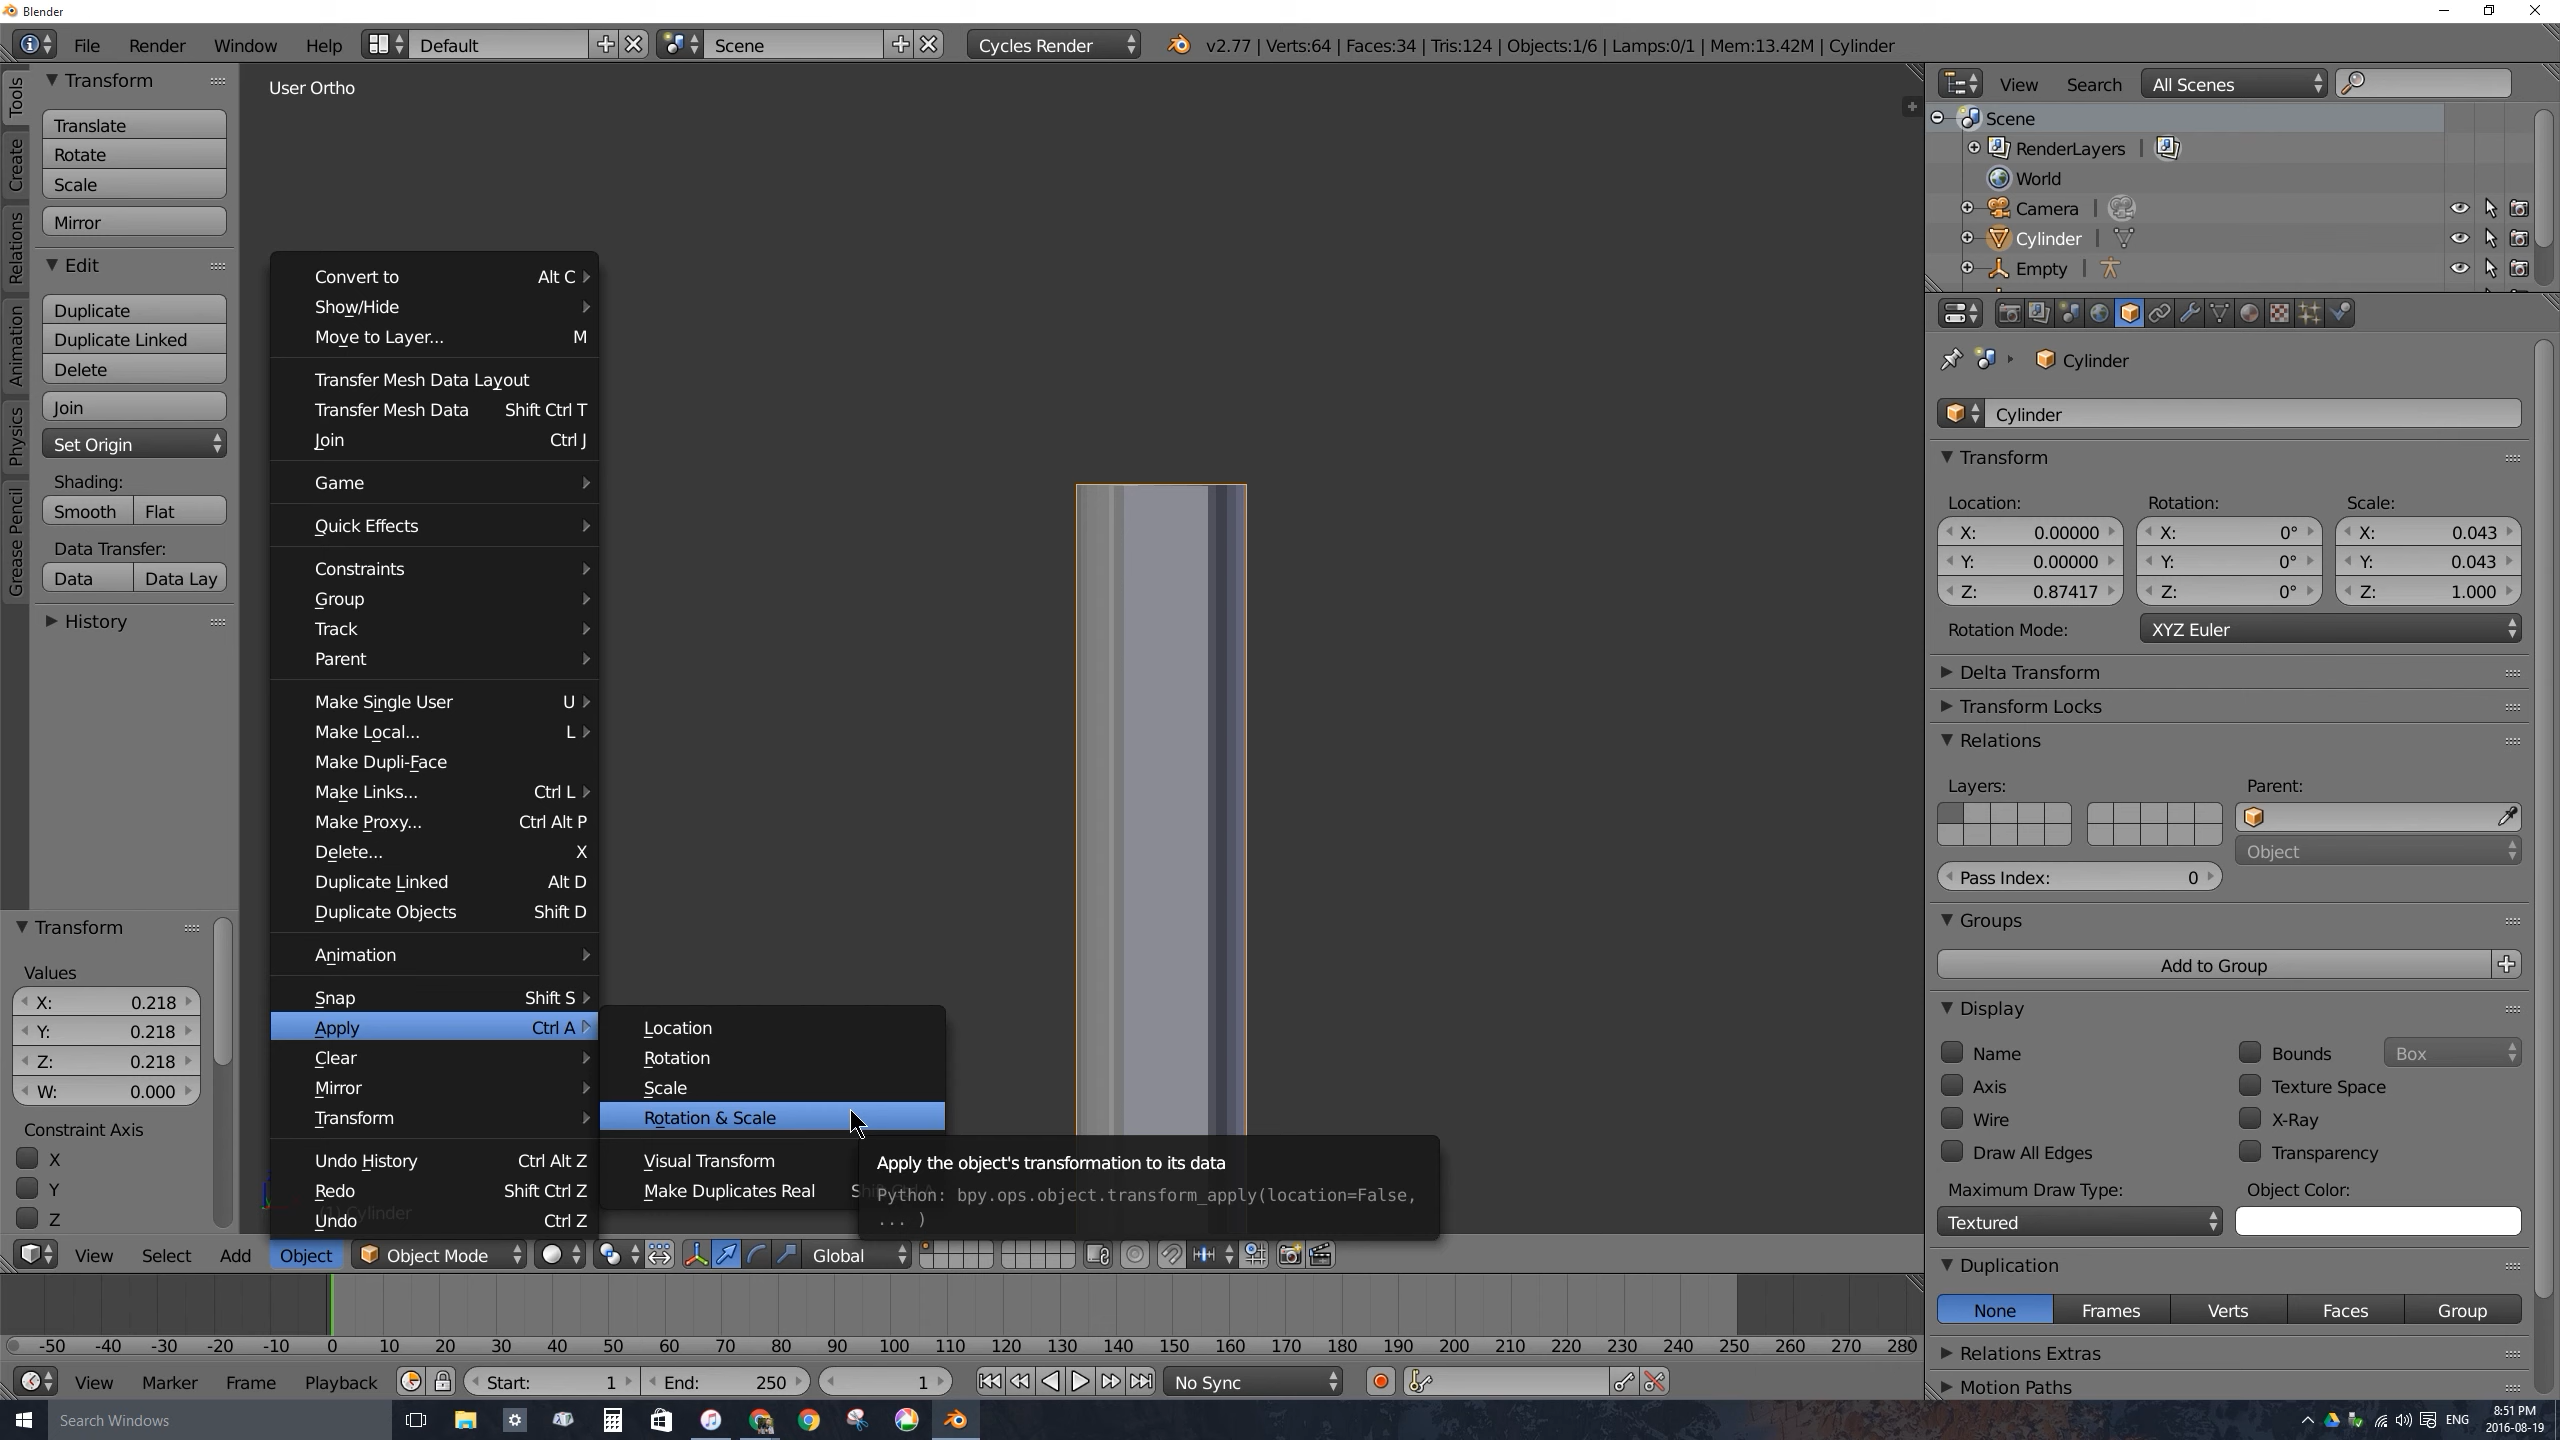 Blender
File Render Window Help Default Scene Cycles Render v2.77 | Verts:64 | Faces:34 | Tris:124 | Objects:1/6 | Lamps:0/1 | Mem:13.42M | Cylinder
Tools
Create
Relations
Animation
Physics
Grease Pencil
Transform
Translate
Rotate
Scale
Mirror
Edit
Duplicate
Duplicate Linked
Delete
Join
Set Origin
Shading:
Smooth Flat
Data Transfer:
Data Data Lay
History
Transform
Values
X: 0.218
Y: 0.218
Z: 0.218
W: 0.000
Constraint Axis
X
Y
Z
User Ortho
Convert to Alt C
Show/Hide
Move to Layer... M
Transfer Mesh Data Layout
Transfer Mesh Data Shift Ctrl T
Join Ctrl J
Game
Quick Effects
Constraints
Group
Track
Parent
Make Single User U
Make Local... L
Make Dupli-Face
Make Links... Ctrl L
Make Proxy... Ctrl Alt P
Delete... X
Duplicate Linked Alt D
Duplicate Objects Shift D
Animation
Snap Shift S
Apply Ctrl A
Clear
Mirror
Transform
Undo History Ctrl Alt Z
Redo Shift Ctrl Z
(1) Cylinder
Undo Ctrl Z
Location
Rotation
Scale
Rotation & Scale
Visual Transform
Make Duplicates Real Shift Ctrl A
Apply the object's transformation to its data
Python: bpy.ops.object.transform_apply(location=False,
... )
View Select Add Object Object Mode Global
-50 -40 -30 -20 -10 0 10 20 30 40 50 60 70 80 90 100 110 120 130 140 150 160 170 180 190 200 210 220 230 240 250 260 270 280
View Marker Frame Playback Start: 1 End: 250 1 No Sync
View Search All Scenes
Scene
RenderLayers |
World
Camera |
Cylinder |
Empty |
Cylinder
Cylinder
Transform
Location: Rotation: Scale:
X: 0.00000 X: 0° X: 0.043
Y: 0.00000 Y: 0° Y: 0.043
Z: 0.87417 Z: 0° Z: 1.000
Rotation Mode: XYZ Euler
Delta Transform
Transform Locks
Relations
Layers: Parent:
Object
Pass Index: 0
Groups
Add to Group
Display
Name Bounds Box
Axis Texture Space
Wire X-Ray
Draw All Edges Transparency
Maximum Draw Type: Object Color:
Textured
Duplication
None Frames Verts Faces Group
Relations Extras
Motion Paths
Search Windows
ENG
8:51 PM
2016-08-19